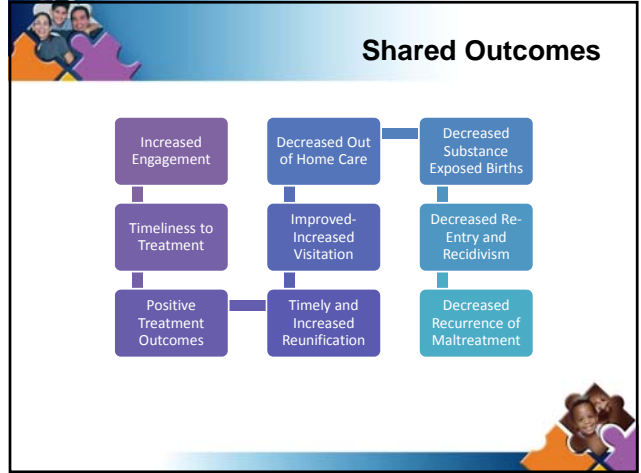 Shared Outcomes
Increased
Engagement
Timeliness to
Treatment
Positive
Treatment
Outcomes
Timely and
Increased
Reunification
Improved-
Increased
Visitation
Decreased Out
of Home Care
Decreased
Substance
Exposed Births
Decreased Re-
Entry and
Recidivism
Decreased
Recurrence of
Maltreatment